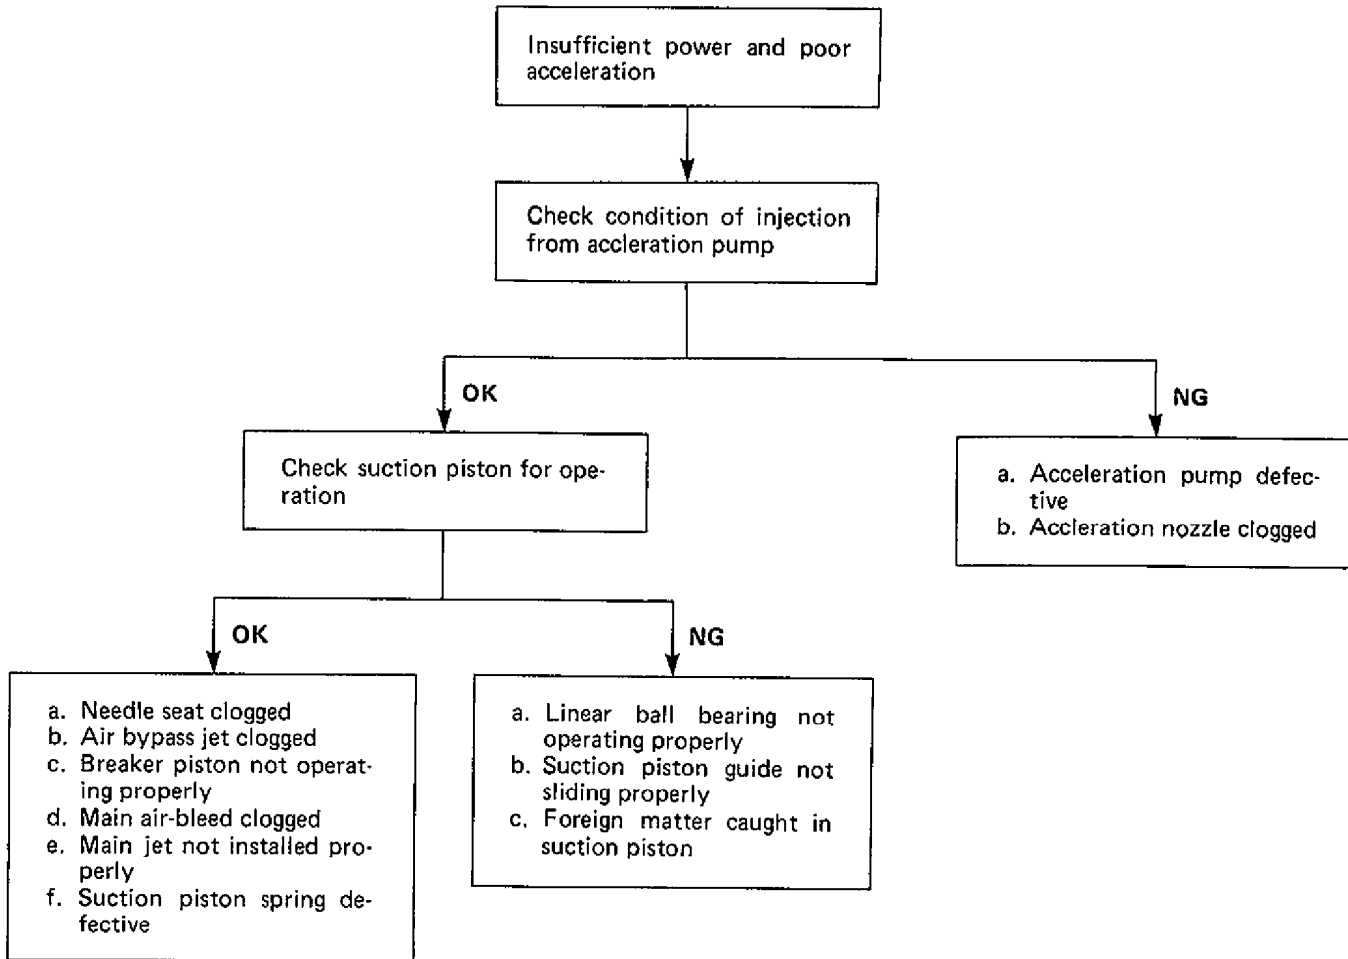 Insufficient power and poor
acceleration
Check condition of injection
from accleration pump
OK
NG
Check suction piston for ope-
ration
a. Acceleration pump defec-
tive
b. Accleration nozzle clogged
OK
NG
a. Needle seat clogged
b. Air bypass jet clogged
c. Breaker piston not operat-
ing properly
d. Main air-bleed clogged
e. Main jet not installed pro-
perly
f. Suction piston spring de-
fective
a. Linear ball bearing not
operating properly
b. Suction piston guide not
sliding properly
c. Foreign matter caught in
suction piston